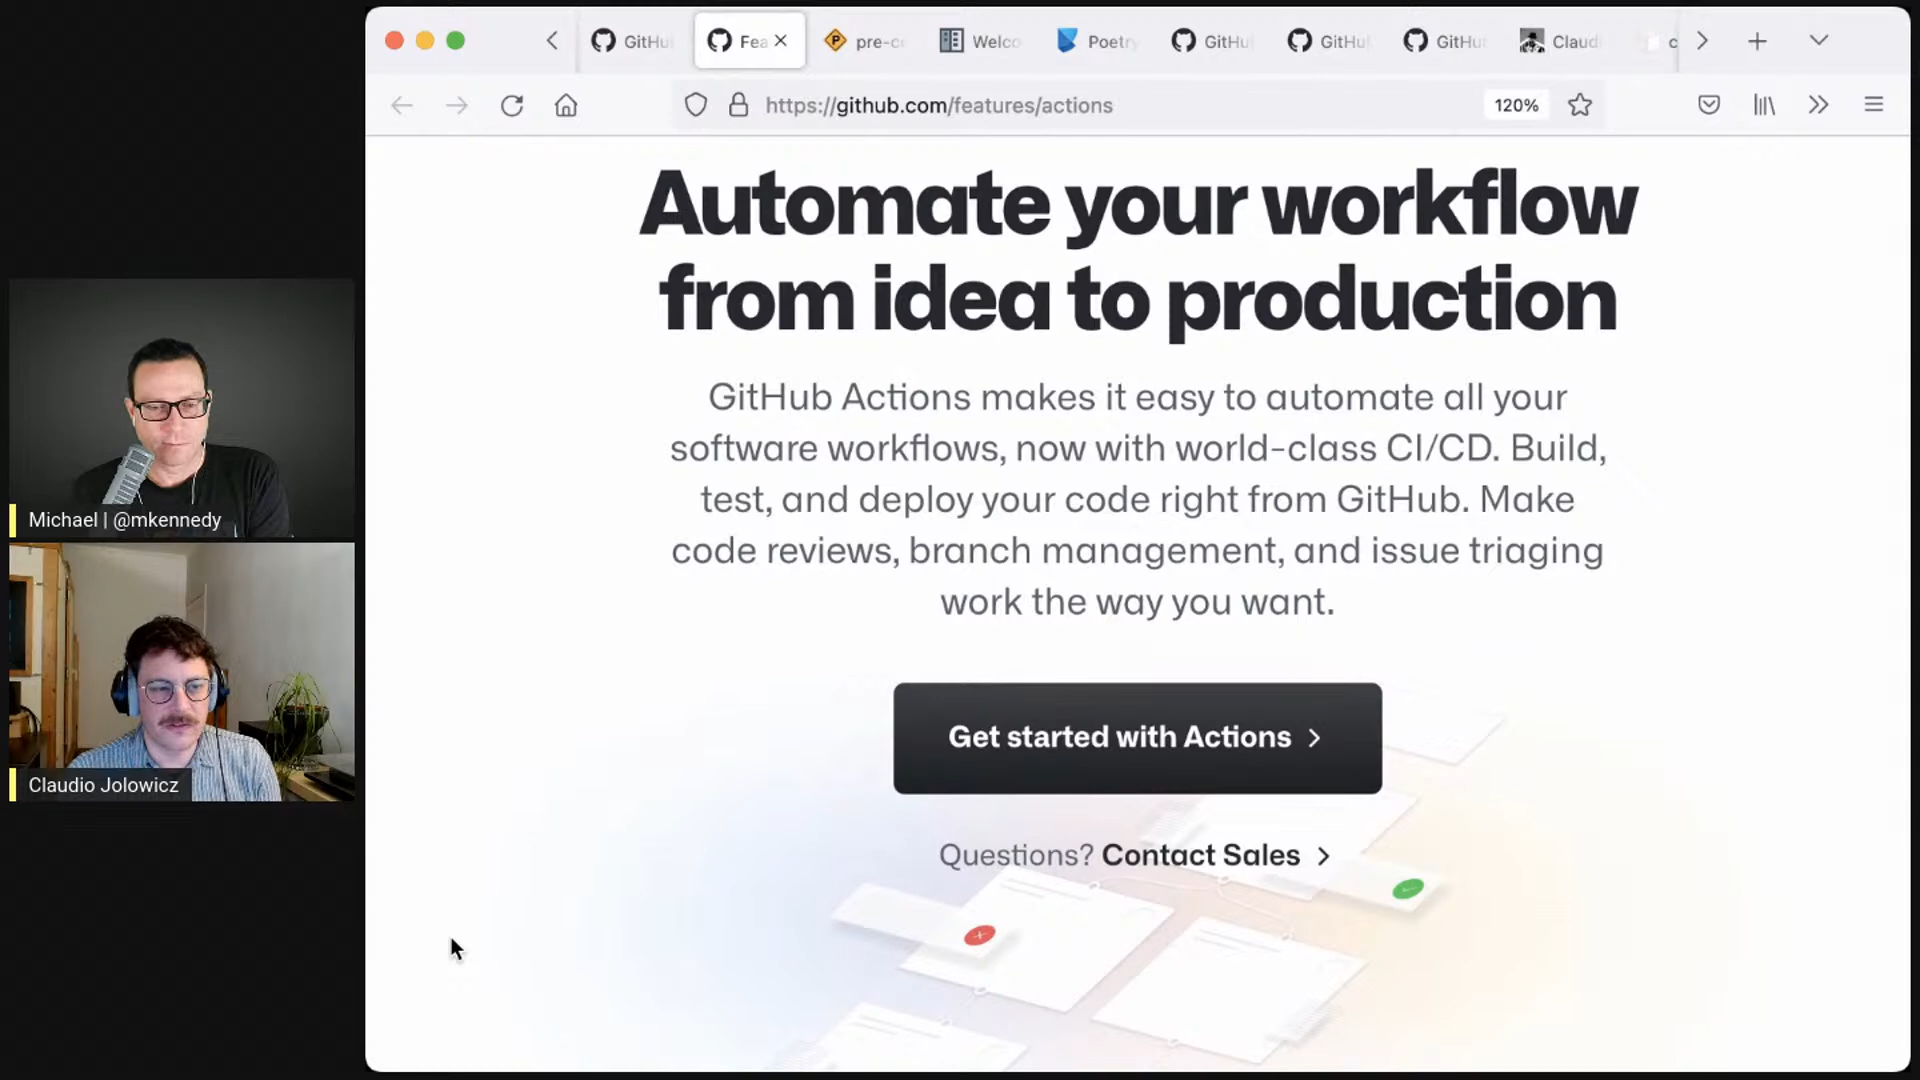 GitHu
Fea
pre-c
Welco
Poetry
GitHu
GitHu
GitHu
Claud
c
https://github.com/features/actions
120%
Automate your workflow
from idea to production
GitHub Actions makes it easy to automate all your
software workflows, now with world-class CI/CD. Build,
test, and deploy your code right from GitHub. Make
code reviews, branch management, and issue triaging
work the way you want.
Get started with Actions
Questions? Contact Sales
Michael | @mkennedy
Claudio Jolowicz